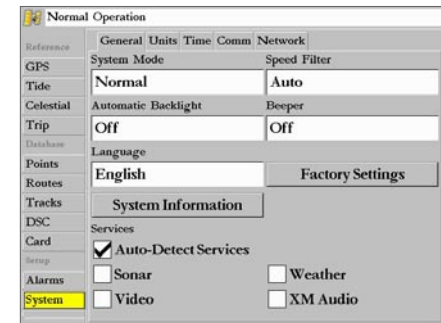 Normal Operation
General Units Time Comm Network
Reference
GPS
Tide
Celestial
Trip
Database
Points
Routes
Tracks
DSC
Card
Setup
Alarms
System
System Mode
Speed Filter
Normal
Auto
Automatic Backlight
Beeper
Off
Off
Language
English
Factory Settings
System Information
Services
Auto-Detect Services
Sonar
Weather
Video
XM Audio